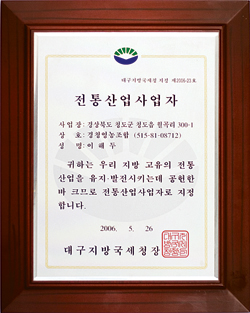 대구지방국세청 지정 제2006-20호
전통산업사업자
사 업 장 : 경상북도 청도군 청도읍 원정리 300-1
상 호 : 경청영농조합 (515-81-08712)
성 명 : 이 해 두
귀하는 우리 지방 고유의 전통
산업을 유지·발전시키는데 공헌한
바 크므로 전통산업사업자로 지정
합니다.
2006. 5. 26
대구지방국세청장